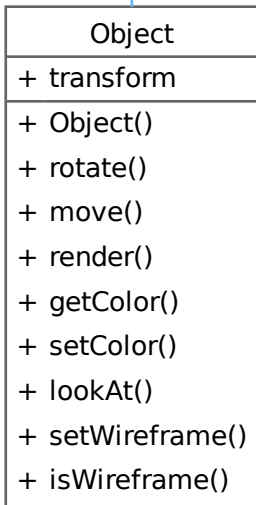 Object
+ transform
+ Object()
+ rotate()
+ move()
+ render()
+ getColor()
+ setColor()
+ lookAt()
+ setWireframe()
+ isWireframe()